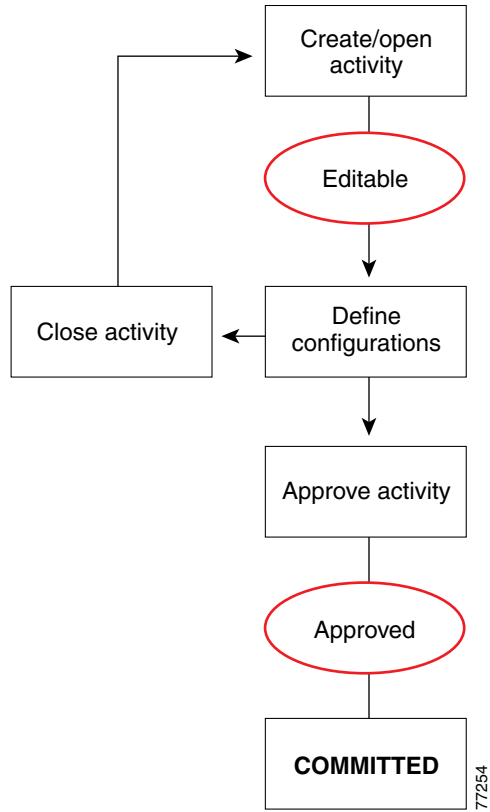 Create/open
activity
Editable
Close activity
Define
configurations
Approve activity
Approved
COMMITTED
77254